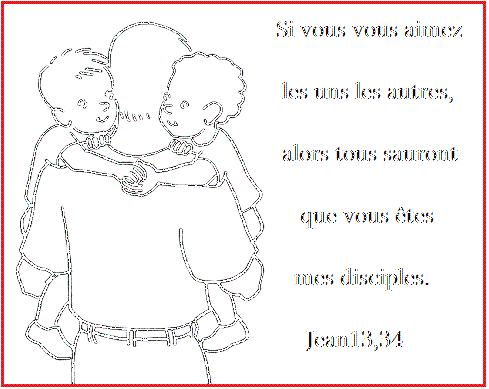 Si vous vous aimez
les uns les autres,
alors tous sauront
que vous êtes
mes disciples.
Jean13,34